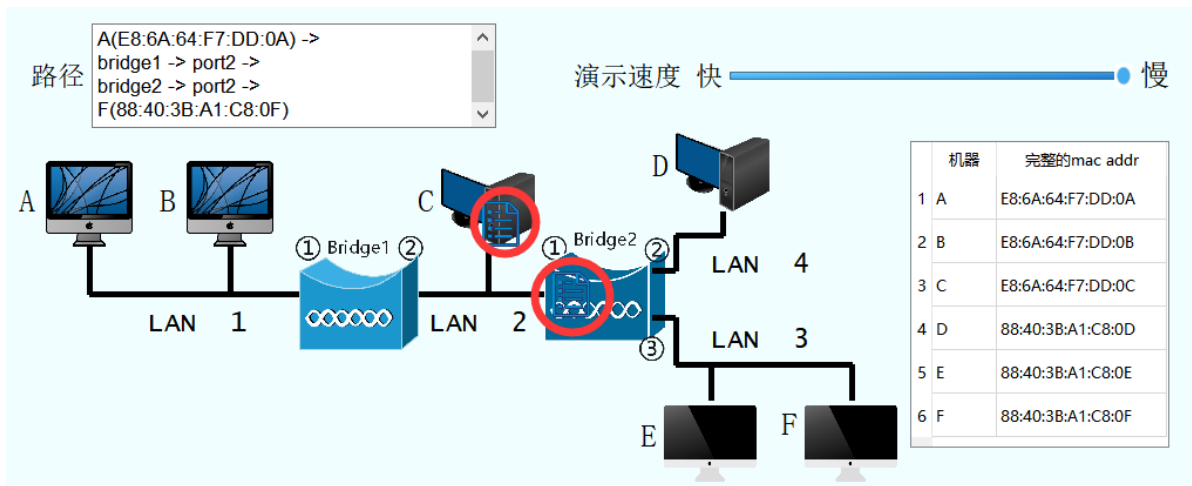 路径
A(E8:6A:64:F7:DD:0A) ->
bridge1 -> port2 ->
bridge2 -> port2 ->
F(88:40:3B:A1:C8:0F)
演示速度 快 慢
A
B
C
D
① Bridge1 ②
① Bridge2 ②
③
LAN 1
LAN 2
LAN 4
LAN 3
E
F
机器 完整的mac addr
1 A E8:6A:64:F7:DD:0A
2 B E8:6A:64:F7:DD:0B
3 C E8:6A:64:F7:DD:0C
4 D 88:40:3B:A1:C8:0D
5 E 88:40:3B:A1:C8:0E
6 F 88:40:3B:A1:C8:0F